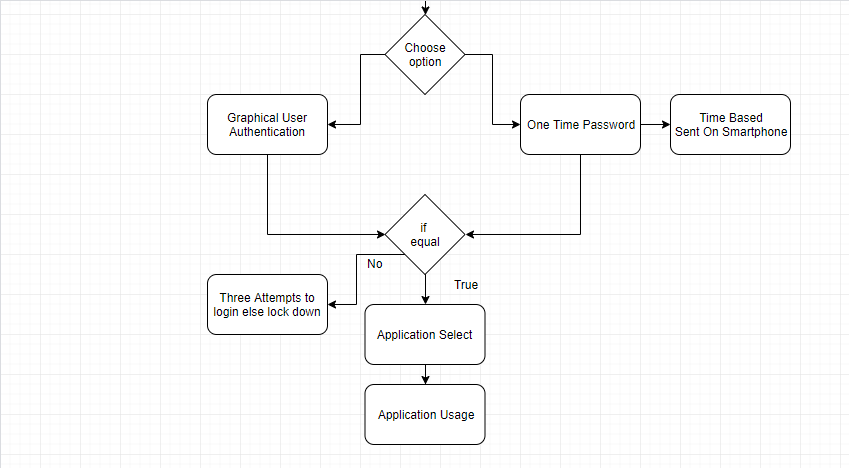 Choose
option
Graphical User
Authentication
One Time Password
Time Based
Sent On Smartphone
if
equal
No
True
Three Attempts to
login else lock down
Application Select
Application Usage